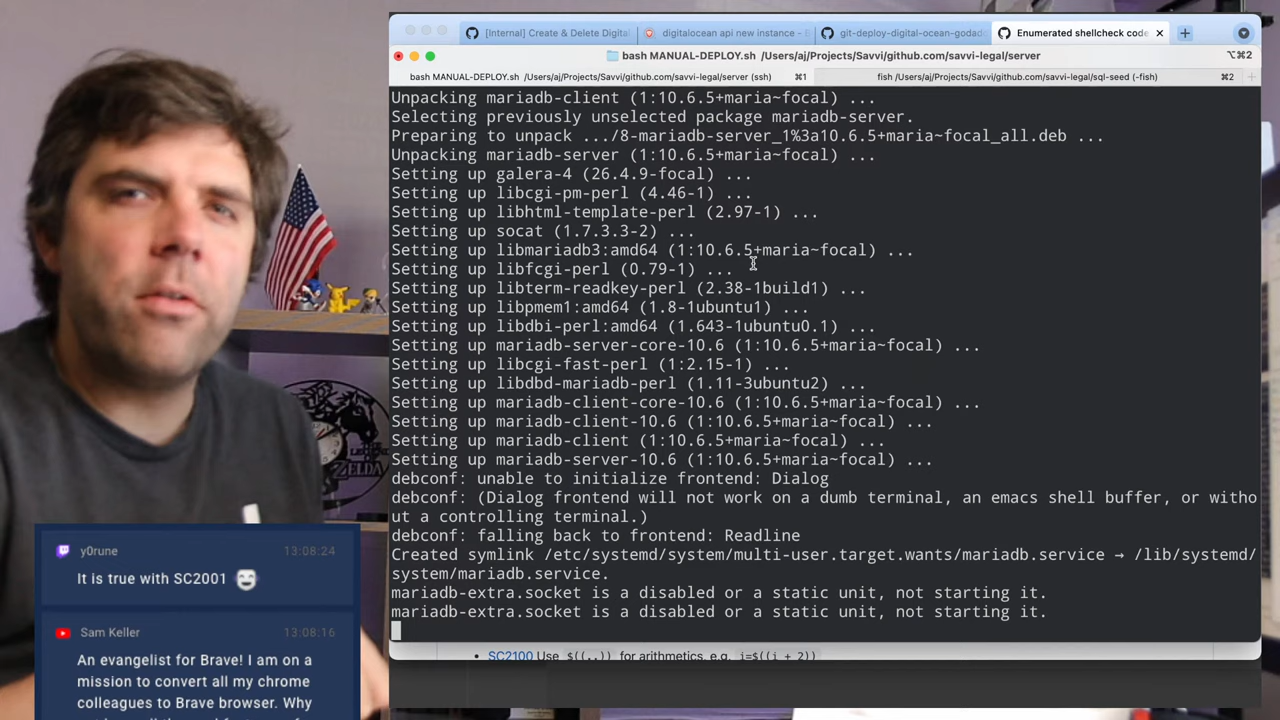 [Internal] Create & Delete Digital
digitalocean api new instance - B
git-deploy-digital-ocean-godad
Enumerated shellcheck code
bash MANUAL-DEPLOY.sh /Users/aj/Projects/Savvi/github.com/savvi-legal/server
⌥⌘2
bash MANUAL-DEPLOY.sh /Users/aj/Projects/Savvi/github.com/savvi-legal/server (ssh)
⌘1
fish /Users/aj/Projects/Savvi/github.com/savvi-legal/sql-seed (-fish)
⌘2
Unpacking mariadb-client (1:10.6.5+maria~focal) ...
Selecting previously unselected package mariadb-server.
Preparing to unpack .../8-mariadb-server_1%3a10.6.5+maria~focal_all.deb ...
Unpacking mariadb-server (1:10.6.5+maria~focal) ...
Setting up galera-4 (26.4.9-focal) ...
Setting up libcgi-pm-perl (4.46-1) ...
Setting up libhtml-template-perl (2.97-1) ...
Setting up socat (1.7.3.3-2) ...
Setting up libmariadb3:amd64 (1:10.6.5+maria~focal) ...
Setting up libfcgi-perl (0.79-1) ...
Setting up libterm-readkey-perl (2.38-1build1) ...
Setting up libpmem1:amd64 (1.8-1ubuntu1) ...
Setting up libdbi-perl:amd64 (1.643-1ubuntu0.1) ...
Setting up mariadb-server-core-10.6 (1:10.6.5+maria~focal) ...
Setting up libcgi-fast-perl (1:2.15-1) ...
Setting up libdbd-mariadb-perl (1.11-3ubuntu2) ...
Setting up mariadb-client-core-10.6 (1:10.6.5+maria~focal) ...
Setting up mariadb-client-10.6 (1:10.6.5+maria~focal) ...
Setting up mariadb-client (1:10.6.5+maria~focal) ...
Setting up mariadb-server-10.6 (1:10.6.5+maria~focal) ...
debconf: unable to initialize frontend: Dialog
debconf: (Dialog frontend will not work on a dumb terminal, an emacs shell buffer, or witho
ut a controlling terminal.)
debconf: falling back to frontend: Readline
Created symlink /etc/systemd/system/multi-user.target.wants/mariadb.service → /lib/systemd/
system/mariadb.service.
mariadb-extra.socket is a disabled or a static unit, not starting it.
mariadb-extra.socket is a disabled or a static unit, not starting it.
SC2100 Use $((..)) for arithmetics, e.g. i=$((i + 2))
ZELDA
y0rune 13:08:24
It is true with SC2001
Sam Keller 13:08:16
An evangelist for Brave! I am on a
mission to convert all my chrome
colleagues to Brave browser. Why